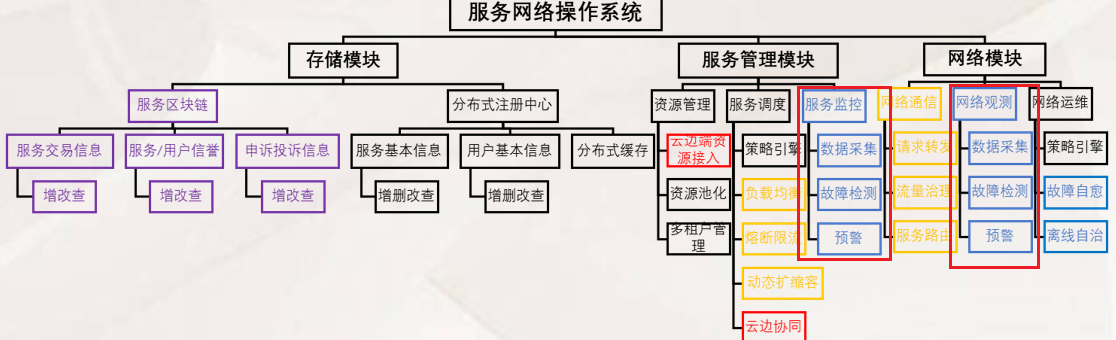 服务网络操作系统
存储模块
服务管理模块
网络模块
服务区块链
分布式注册中心
资源管理
服务调度
服务监控
网络通信
网络观测
网络运维
服务交易信息
服务/用户信誉
申诉投诉信息
服务基本信息
用户基本信息
分布式缓存
云边端资
源接入
策略引擎
数据采集
请求转发
数据采集
策略引擎
增改查
增改查
增改查
增删改查
增删改查
资源池化
负载均衡
故障检测
流量治理
故障检测
故障自愈
多租户管
理
熔断限流
预警
服务路由
预警
离线自治
动态扩缩容
云边协同